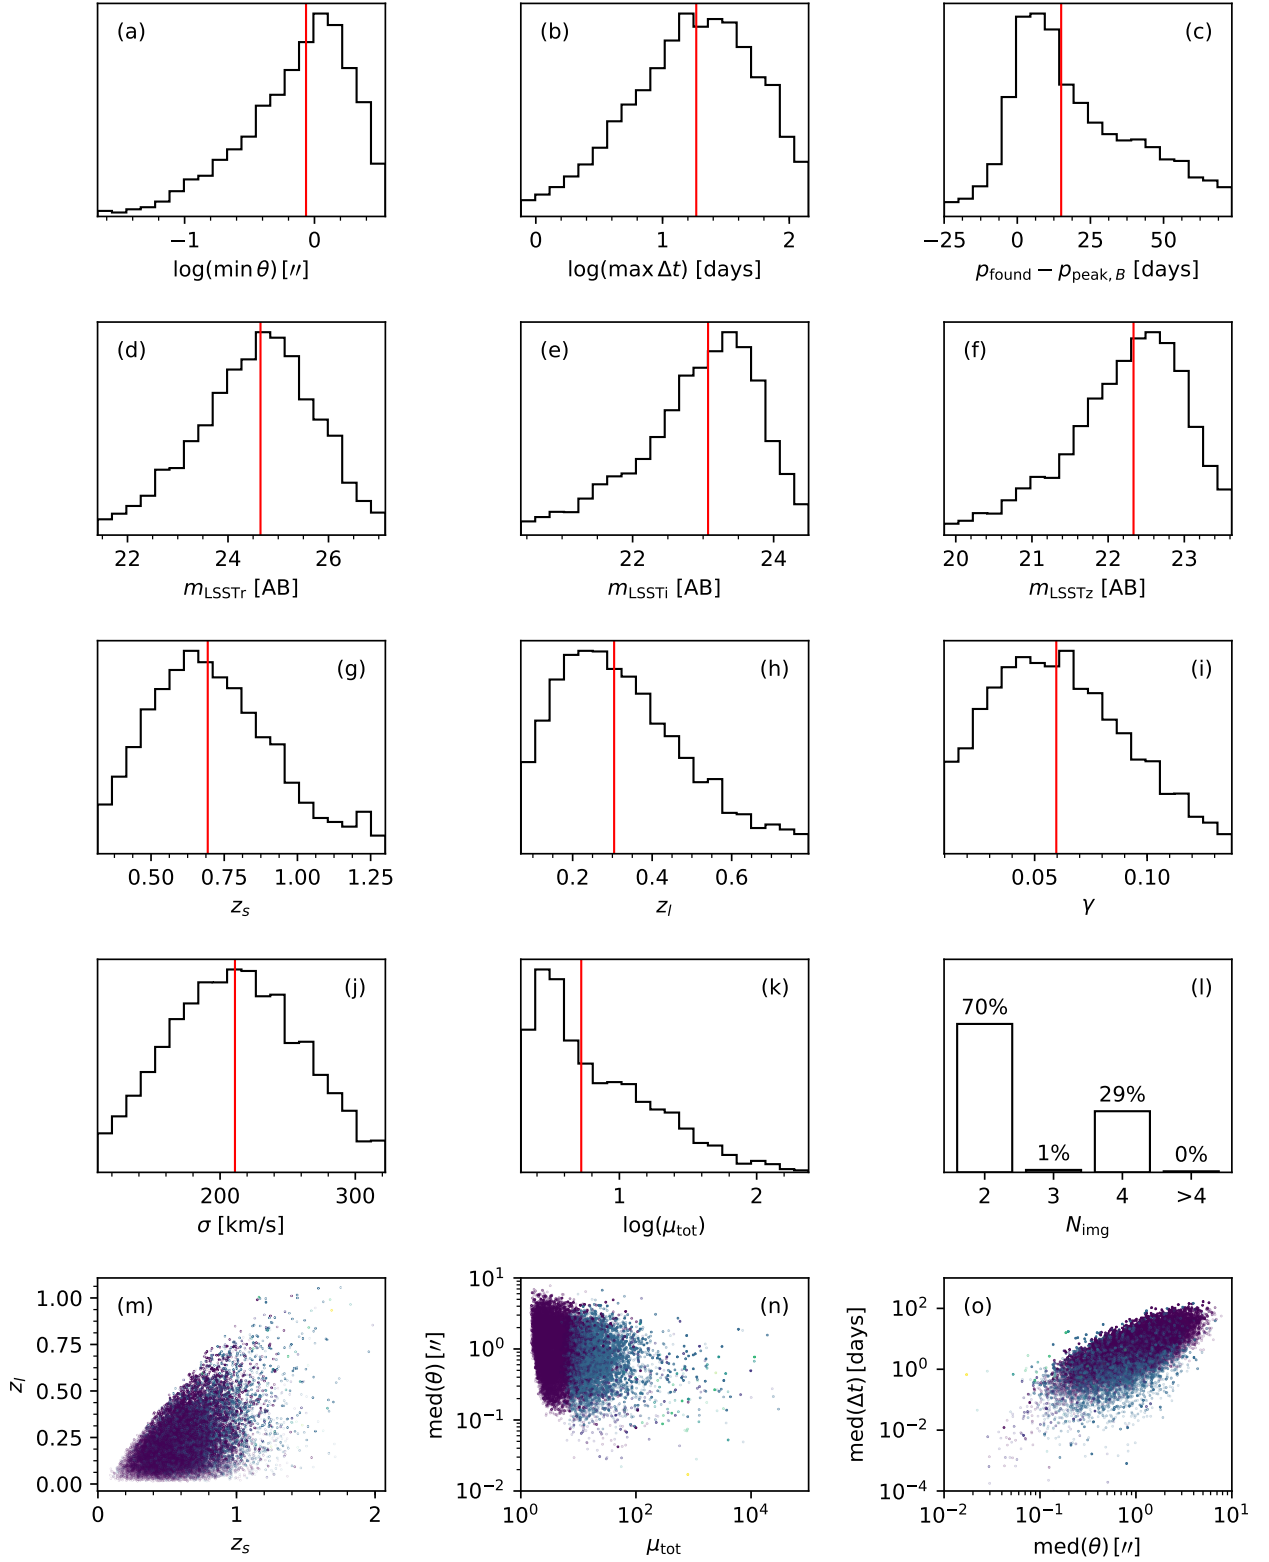 (a)
(b)
(c)
−1 0
0 1 2
−25 0 25 50
log(min θ) [″]
log(max Δt) [days]
p_found − p_peak, B [days]
(d)
(e)
(f)
22 24 26
22 24
20 21 22 23
m_LSSTr [AB]
m_LSSTi [AB]
m_LSSTz [AB]
(g)
(h)
(i)
0.50 0.75 1.00 1.25
0.2 0.4 0.6
0.05 0.10
z_s
z_l
γ
(j)
(k)
(l)
70%
29%
1%
0%
200 300
1 2
2 3 4 >4
σ [km/s]
log(μ_tot)
N_img
(m)
1.00
0.75
0.50
0.25
0.00
z_l
0 1 2
z_s
(n)
10^1
10^0
10^−1
10^−2
med(θ) [″]
10^0 10^2 10^4
μ_tot
(o)
10^2
10^0
10^−2
10^−4
med(Δt) [days]
10^−2 10^−1 10^0 10^1
med(θ) [″]